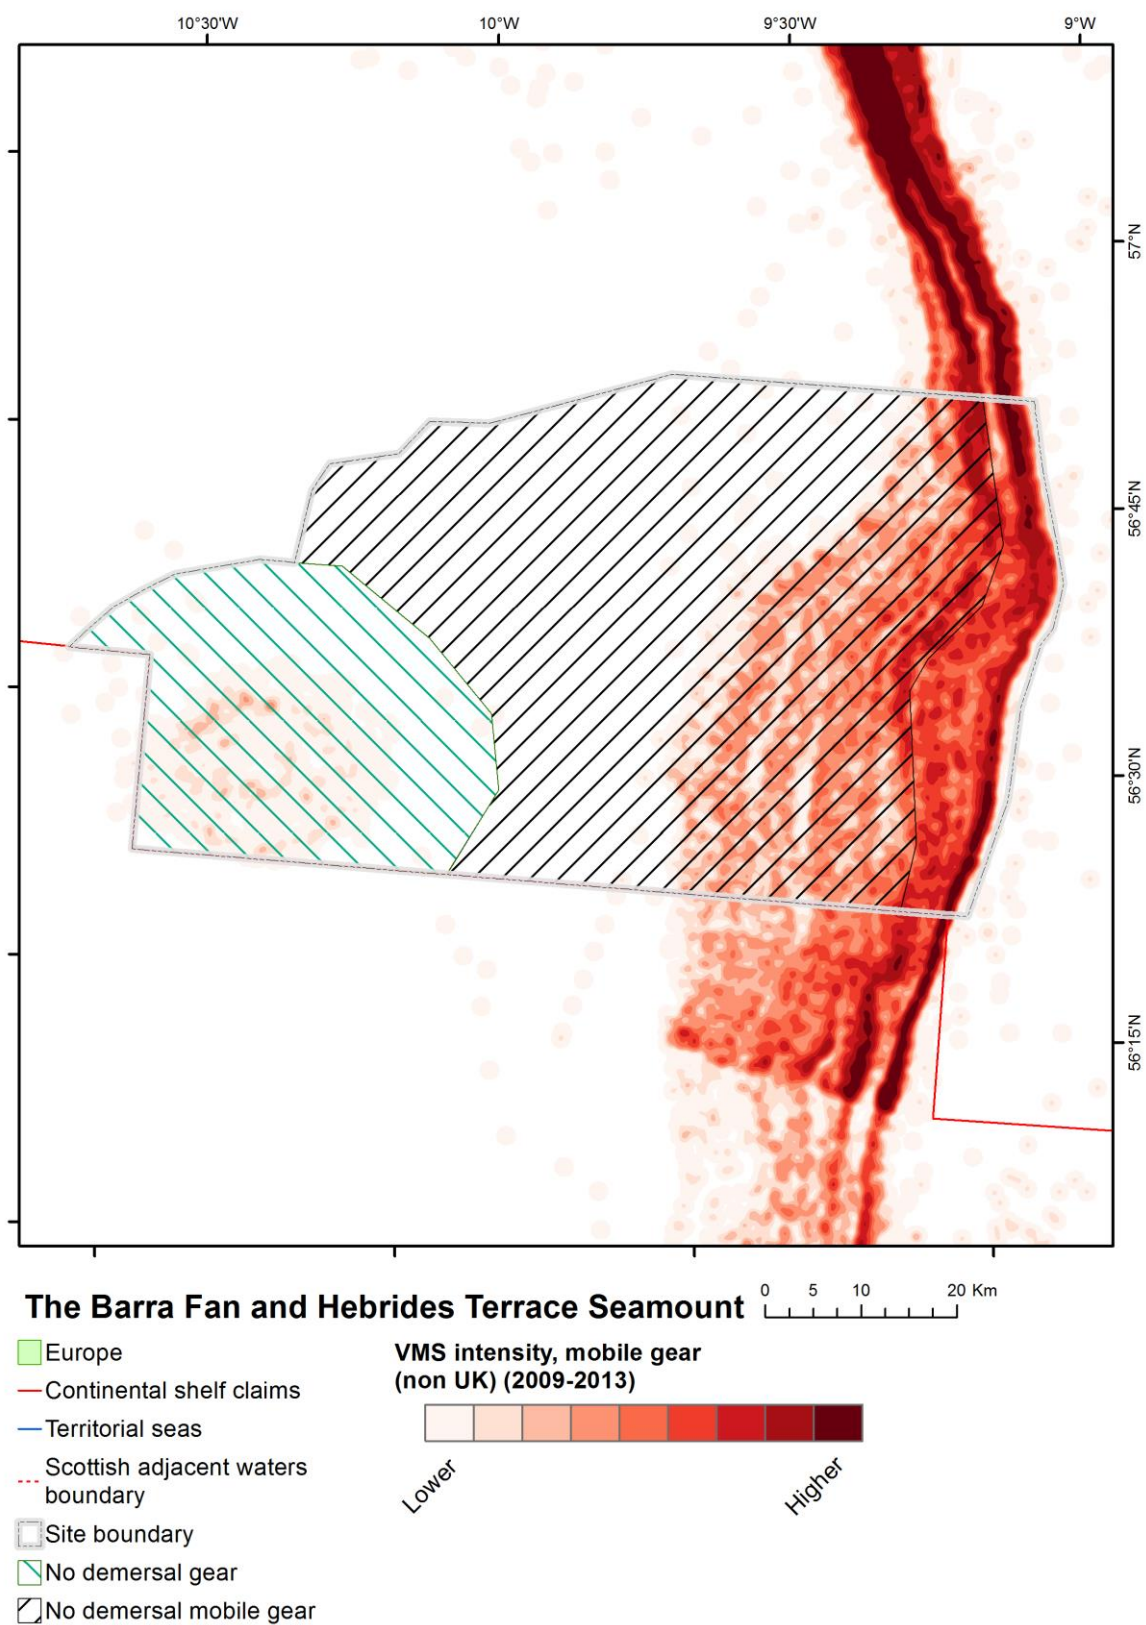 10°30'W 10°0'W 9°30'W 9°W
57°N
56°45'N
56°30'N
56°15'N
The Barra Fan and Hebrides Terrace Seamount
0 5 10 20 Km
Europe
Continental shelf claims
Territorial seas
Scottish adjacent waters
boundary
Site boundary
No demersal gear
No demersal mobile gear
VMS intensity, mobile gear
(non UK) (2009-2013)
Lower
Higher